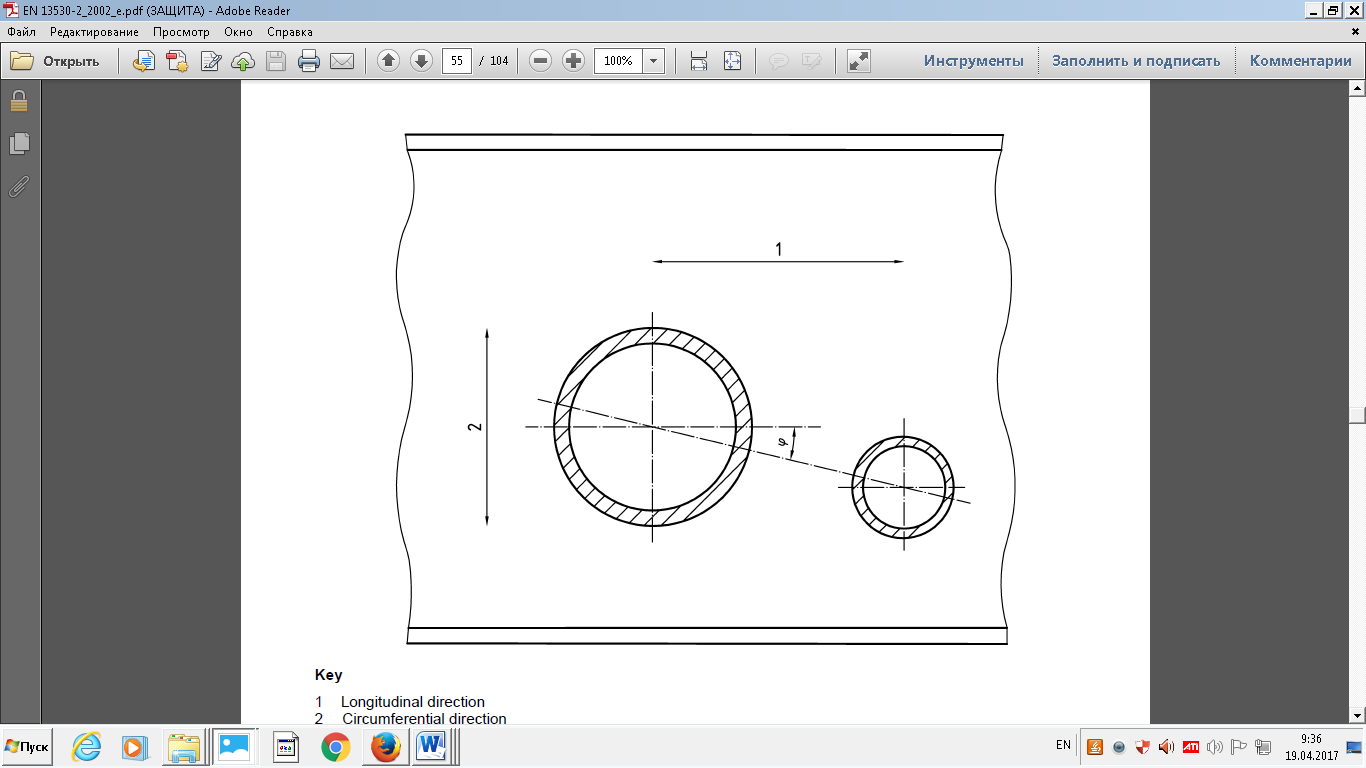 EN 13530-2_2002_e.pdf (ЗАЩИТА) - Adobe Reader
Файл Редактирование Просмотр Окно Справка
Открыть 55 / 104 100% Инструменты Заполнить и подписать Комментарии
1
2
φ
Key
1 Longitudinal direction
2 Circumferential direction
Пуск EN ATI 9:36
19.04.2017